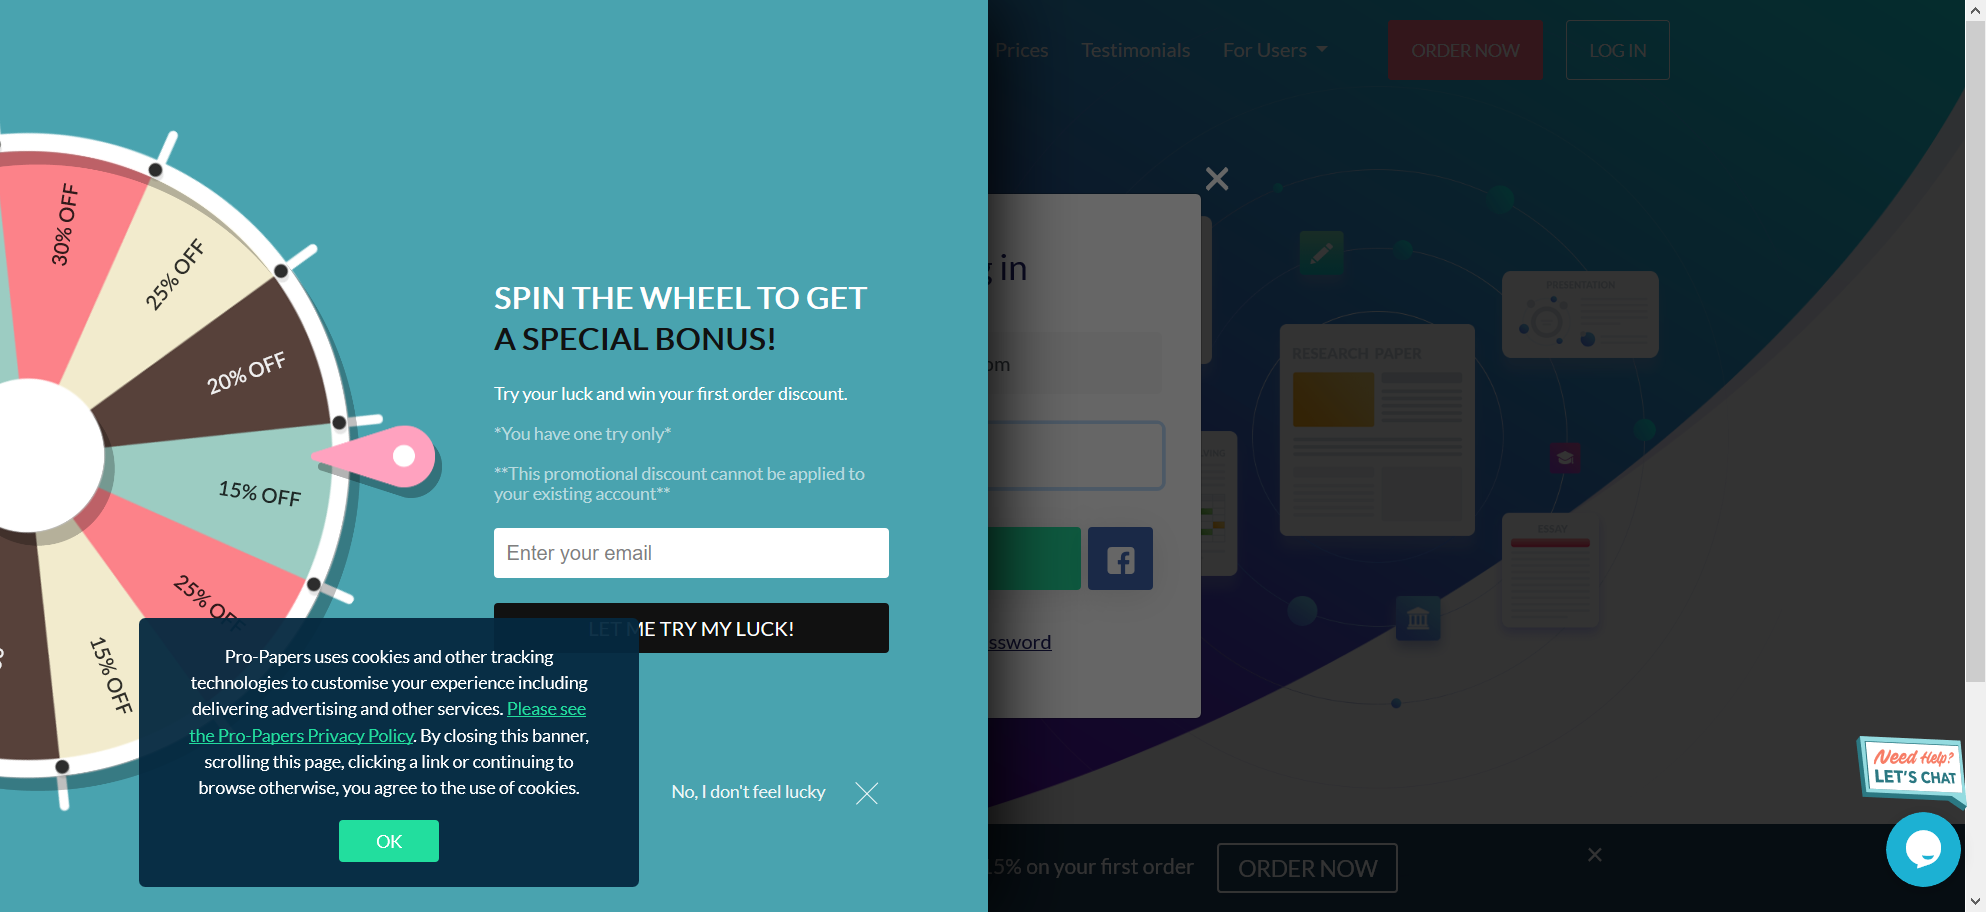 Prices
Testimonials
For Users
ORDER NOW
LOG IN
30% OFF
25% OFF
20% OFF
15% OFF
25% OFF
15% OFF
SPIN THE WHEEL TO GET
A SPECIAL BONUS!
Try your luck and win your first order discount.
*You have one try only*
**This promotional discount cannot be applied to
your existing account**
Enter your email
LET ME TRY MY LUCK!
No, I don't feel lucky
Pro-Papers uses cookies and other tracking
technologies to customise your experience including
delivering advertising and other services. Please see
the Pro-Papers Privacy Policy. By closing this banner,
scrolling this page, clicking a link or continuing to
browse otherwise, you agree to the use of cookies.
OK
in
PRESENTATION
RESEARCH PAPER
ESSAY
Need Help?
LET'S CHAT
15% on your first order
ORDER NOW